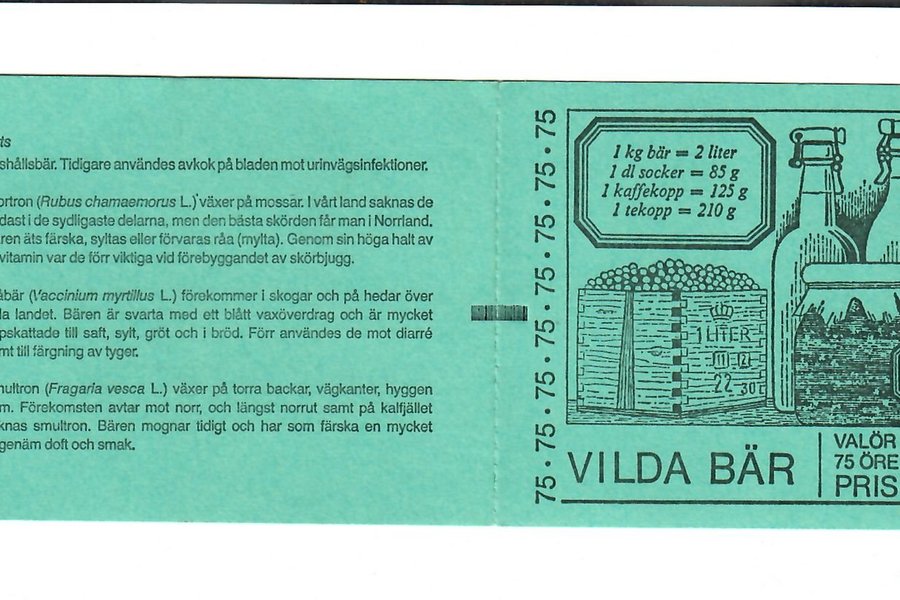 ts
shållsbär. Tidigare användes avkok på bladen mot urinvägsinfektioner.
ortron (Rubus chamaemorus L.) växer på mossar. I vårt land saknas de
dast i de sydligaste delarna, men den bästa skörden får man i Norrland.
ren äts färska, syltas eller förvaras råa (mylta). Genom sin höga halt av
vitamin var de förr viktiga vid förebyggandet av skörbjugg.
åbär (Vaccinium myrtillus L.) förekommer i skogar och på hedar över
la landet. Bären är svarta med ett blått vaxöverdrag och är mycket
pskattade till saft, sylt, gröt och i bröd. Förr användes de mot diarré
mt till färgning av tyger.
multron (Fragaria vesca L.) växer på torra backar, vägkanter, hyggen
m. Förekomsten avtar mot norr, och längst norrut samt på kalfjället
knas smultron. Bären mognar tidigt och har som färska en mycket
genäm doft och smak.
75 • 75 • 75 • 75 • 75 • 75 • 75 • 75
1 kg bär = 2 liter
1 dl socker = 85 g
1 kaffekopp = 125 g
1 tekopp = 210 g
1 LITER
22 30
VILDA BÄR
VALÖR
75 ÖRE
PRIS